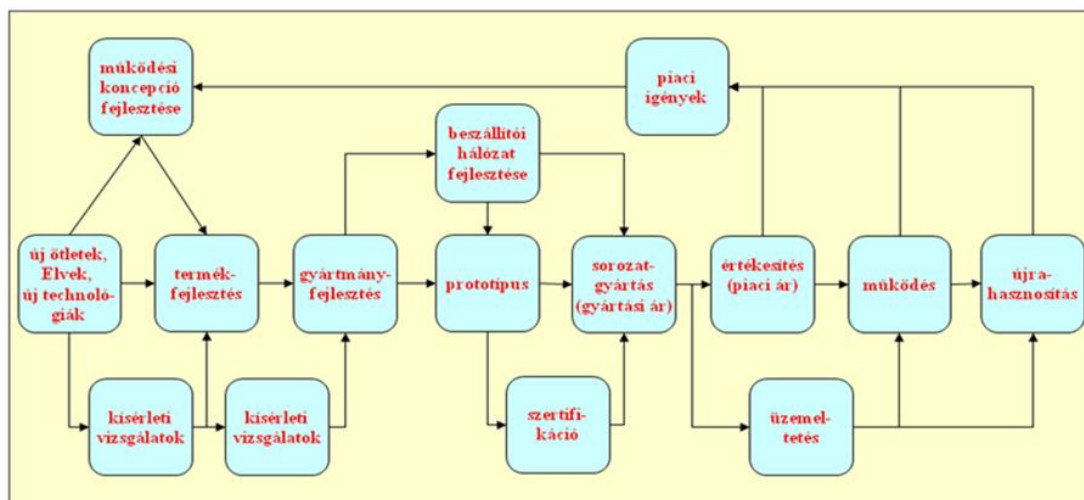 működési
koncepció
fejlesztése
piaci
igények
beszállítói
hálózat
fejlesztése
új ötletek,
Elvek,
új technoló-
giák
termék-
fejlesztés
gyártmány-
fejlesztés
prototípus
sorozat-
gyártás
(gyártási ár)
értékesítés
(piaci ár)
működés
újra-
hasznosítás
kísérleti
vizsgálatok
kísérleti
vizsgálatok
szertifi-
káció
üzemel-
tetés